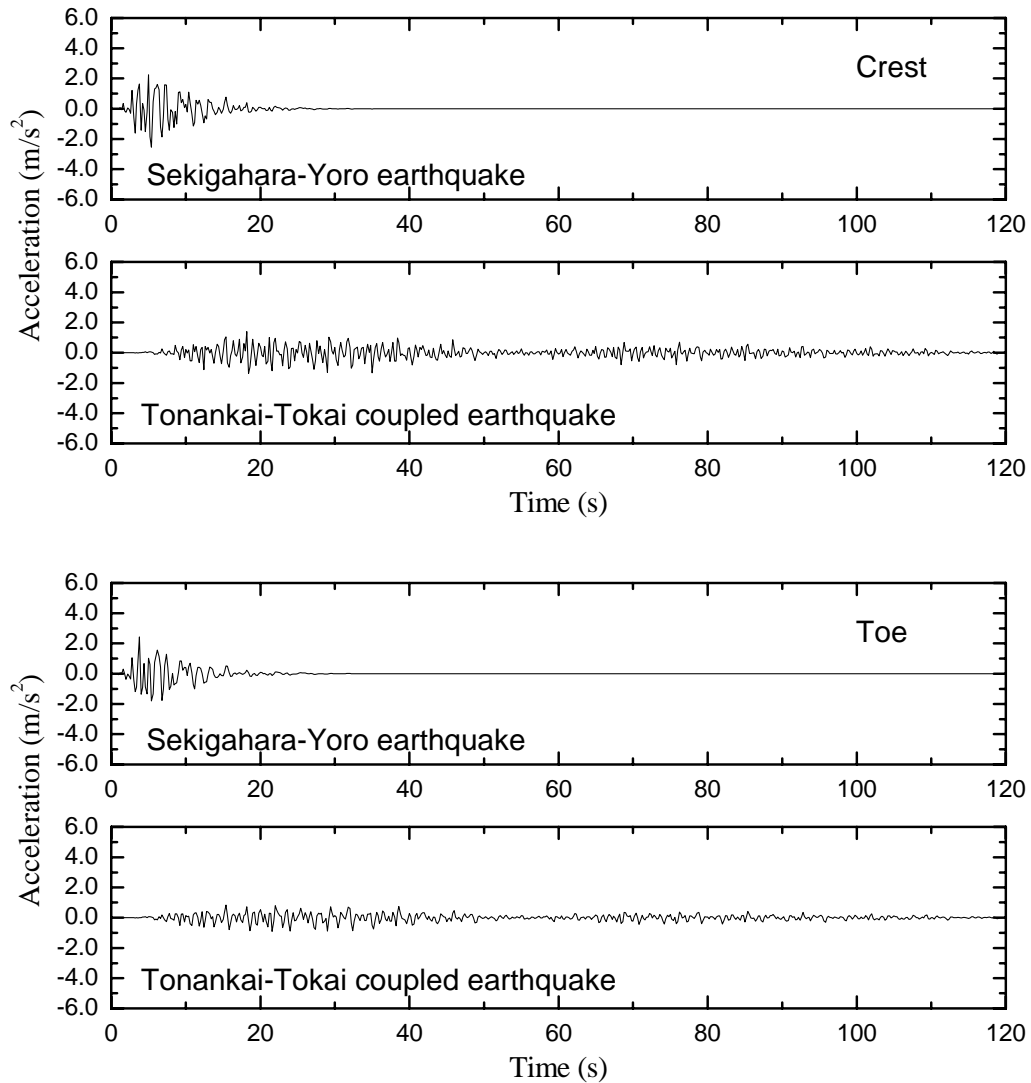 6.0
4.0
2.0
0.0
-2.0
-4.0
-6.0
Crest
Sekigahara-Yoro earthquake
0 20 40 60 80 100 120
Acceleration (m/s²)
6.0
4.0
2.0
0.0
-2.0
-4.0
-6.0
Tonankai-Tokai coupled earthquake
0 20 40 60 80 100 120
Time (s)
6.0
4.0
2.0
0.0
-2.0
-4.0
-6.0
Toe
Sekigahara-Yoro earthquake
0 20 40 60 80 100 120
Acceleration (m/s²)
6.0
4.0
2.0
0.0
-2.0
-4.0
-6.0
Tonankai-Tokai coupled earthquake
0 20 40 60 80 100 120
Time (s)